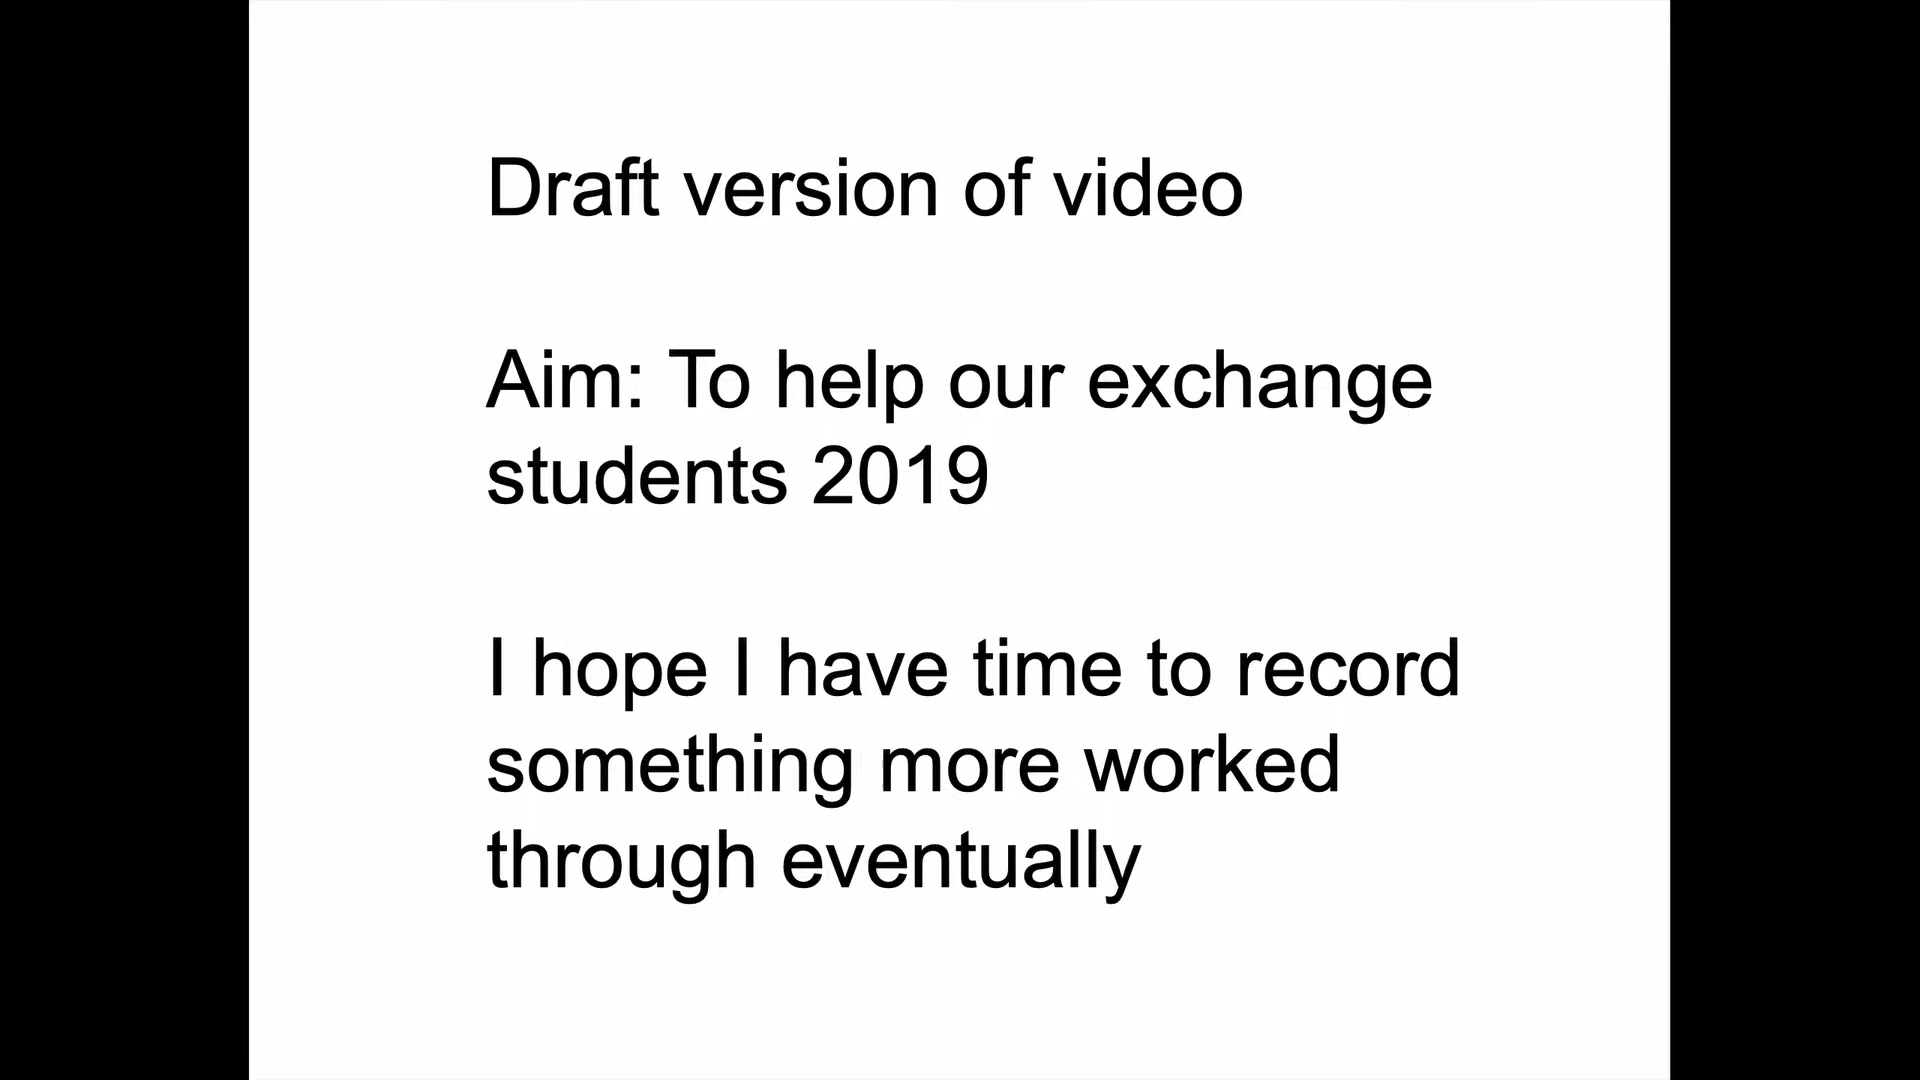 Draft version of video
Aim: To help our exchange
students 2019
I hope I have time to record
something more worked
through eventually